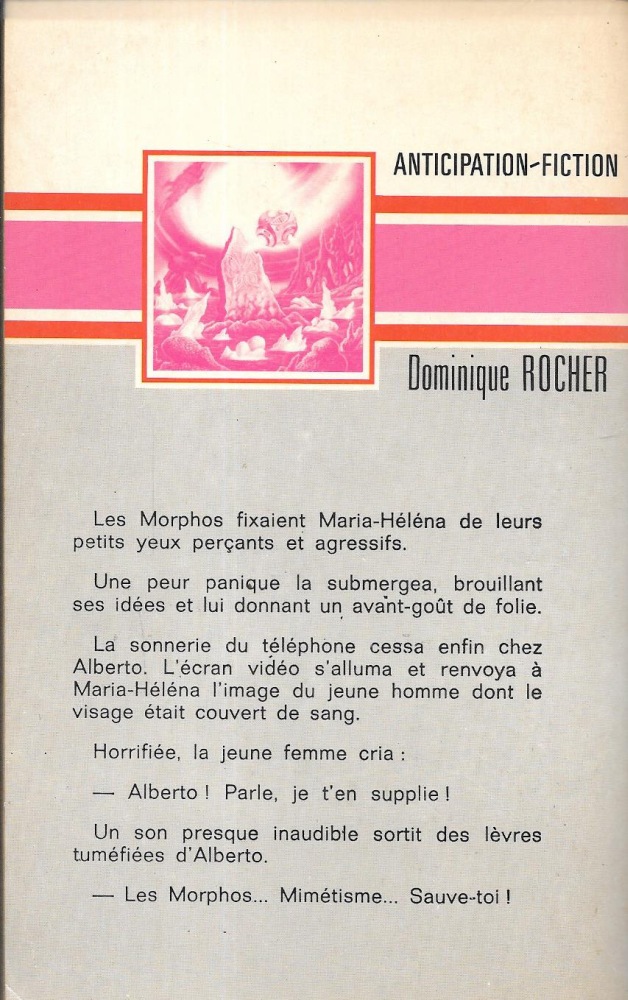 ANTICIPATION-FICTION
Dominique ROCHER
Les Morphos fixaient Maria-Héléna de leurs
petits yeux perçants et agressifs.
Une peur panique la submergea, brouillant
ses idées et lui donnant un avant-goût de folie.
La sonnerie du téléphone cessa enfin chez
Alberto. L'écran vidéo s'alluma et renvoya à
Maria-Héléna l'image du jeune homme dont le
visage était couvert de sang.
Horrifiée, la jeune femme cria :
— Alberto ! Parle, je t'en supplie !
Un son presque inaudible sortit des lèvres
tuméfiées d'Alberto.
— Les Morphos... Mimétisme... Sauve-toi !